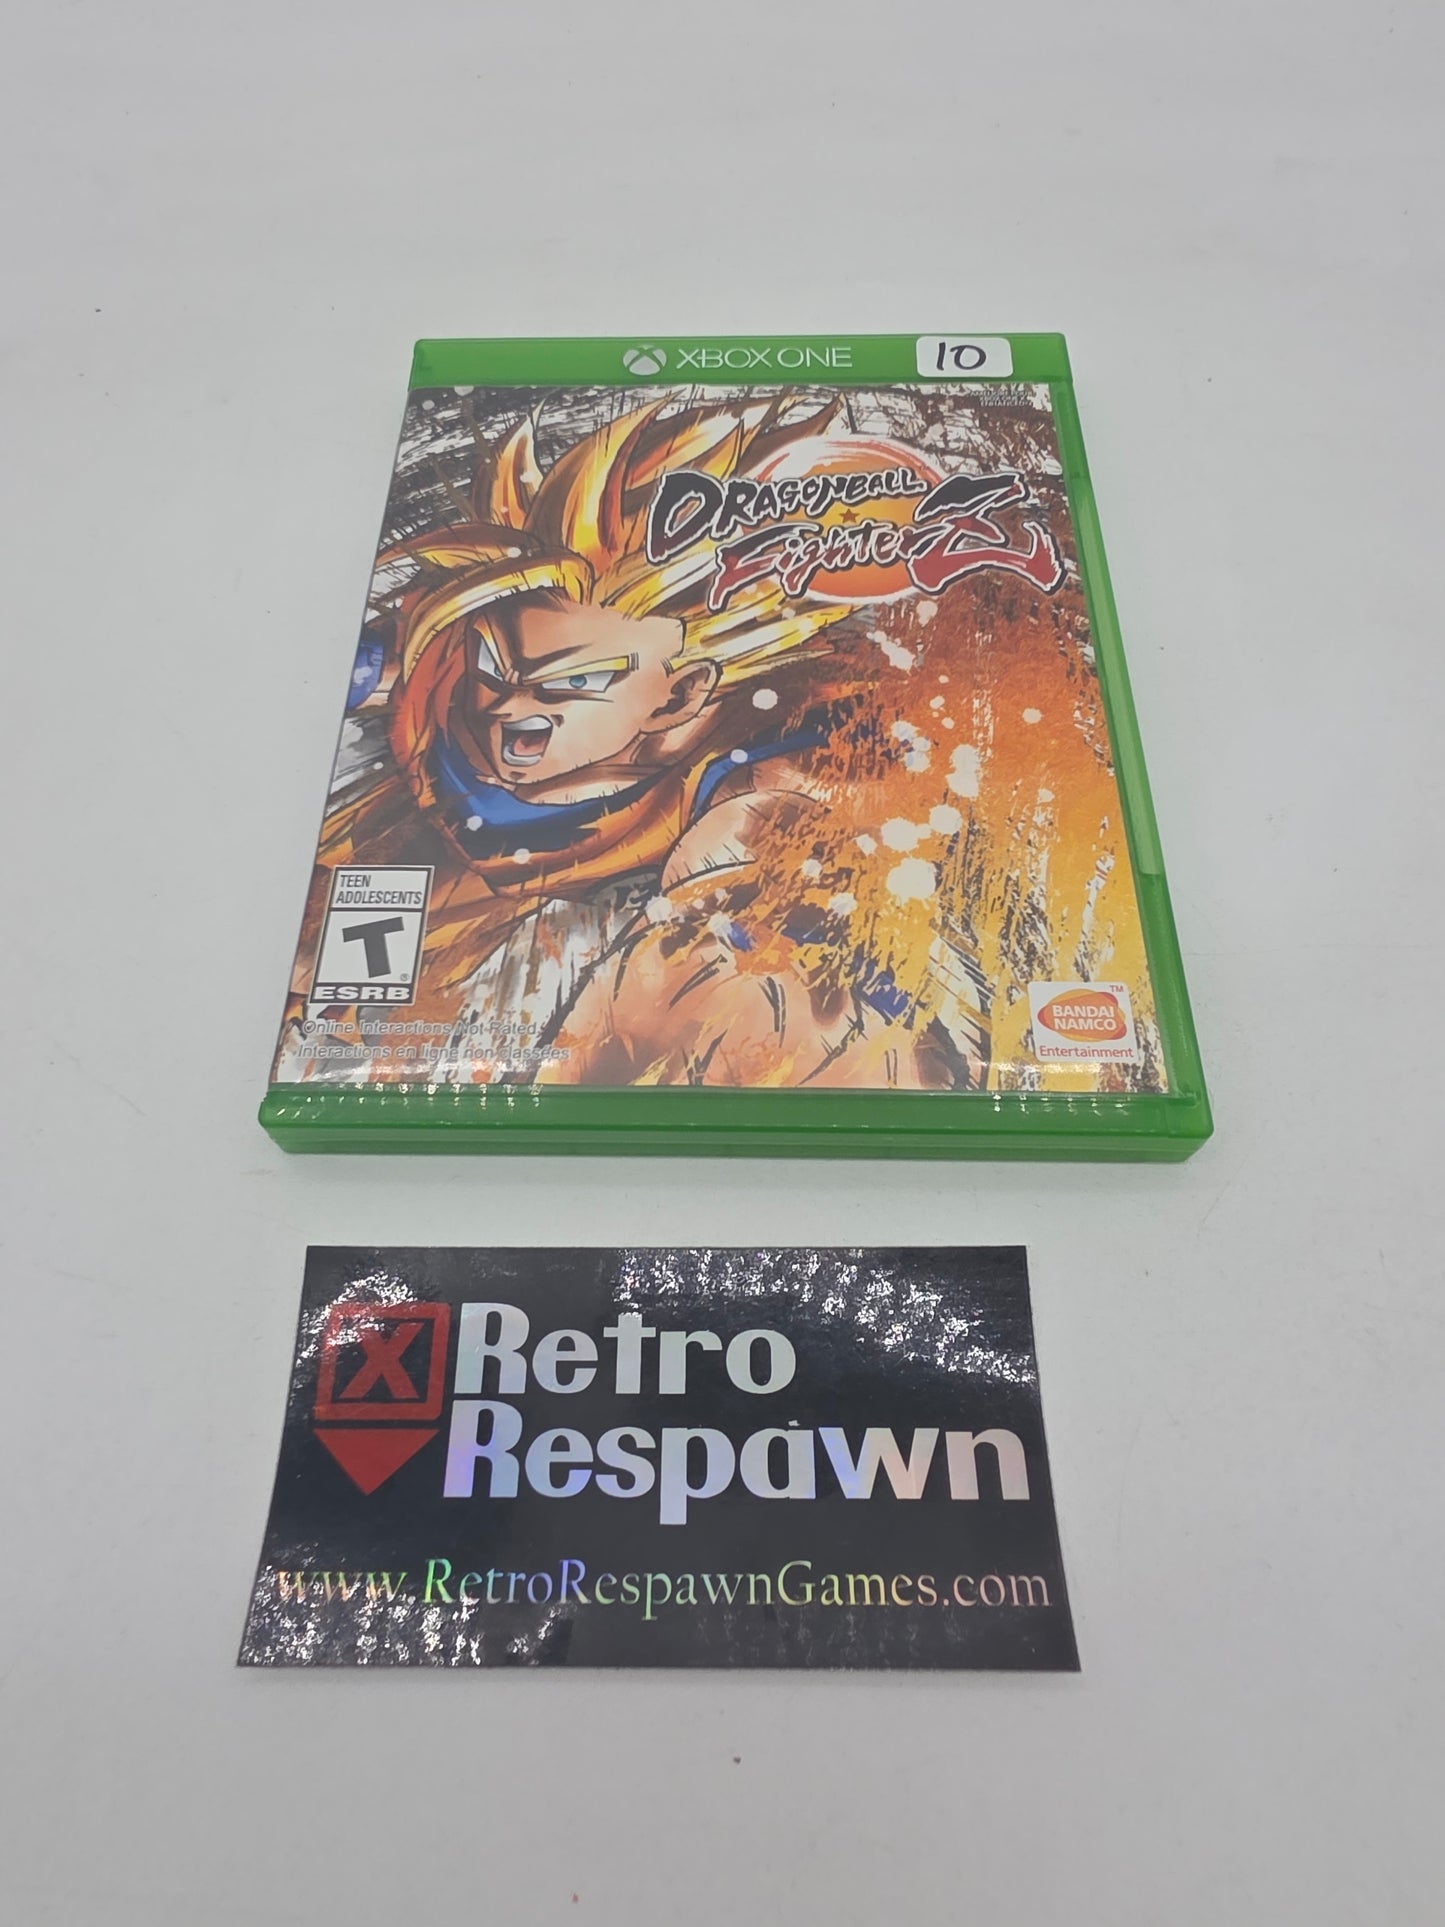 XBOX ONE
10
DRAGONBALL
FighterZ
TEEN
ADOLESCENTS
T
®
ESRB
Online Interactions Not Rated
Interactions en ligne non classées
TM
BANDAI
NAMCO
Entertainment
X Retro
Respawn
www.RetroRespawnGames.com